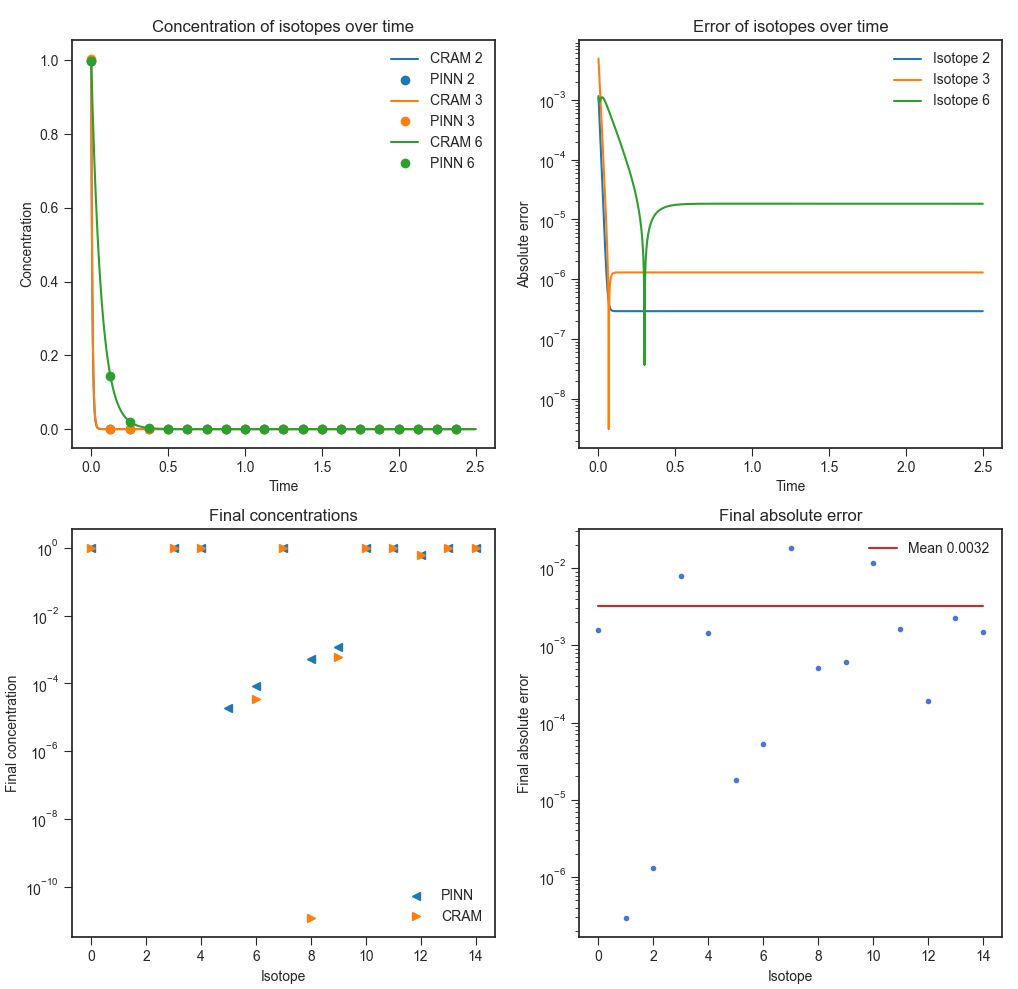 Concentration of isotopes over time
CRAM 2
PINN 2
CRAM 3
PINN 3
CRAM 6
PINN 6
Concentration
1.0
0.8
0.6
0.4
0.2
0.0
0.0 0.5 1.0 1.5 2.0 2.5
Time
Error of isotopes over time
Isotope 2
Isotope 3
Isotope 6
Absolute error
10⁻³
10⁻⁴
10⁻⁵
10⁻⁶
10⁻⁷
10⁻⁸
0.0 0.5 1.0 1.5 2.0 2.5
Time
Final concentrations
Final concentration
10⁰
10⁻²
10⁻⁴
10⁻⁶
10⁻⁸
10⁻¹⁰
PINN
CRAM
0 2 4 6 8 10 12 14
Isotope
Final absolute error
Mean 0.0032
Final absolute error
10⁻²
10⁻³
10⁻⁴
10⁻⁵
10⁻⁶
0 2 4 6 8 10 12 14
Isotope